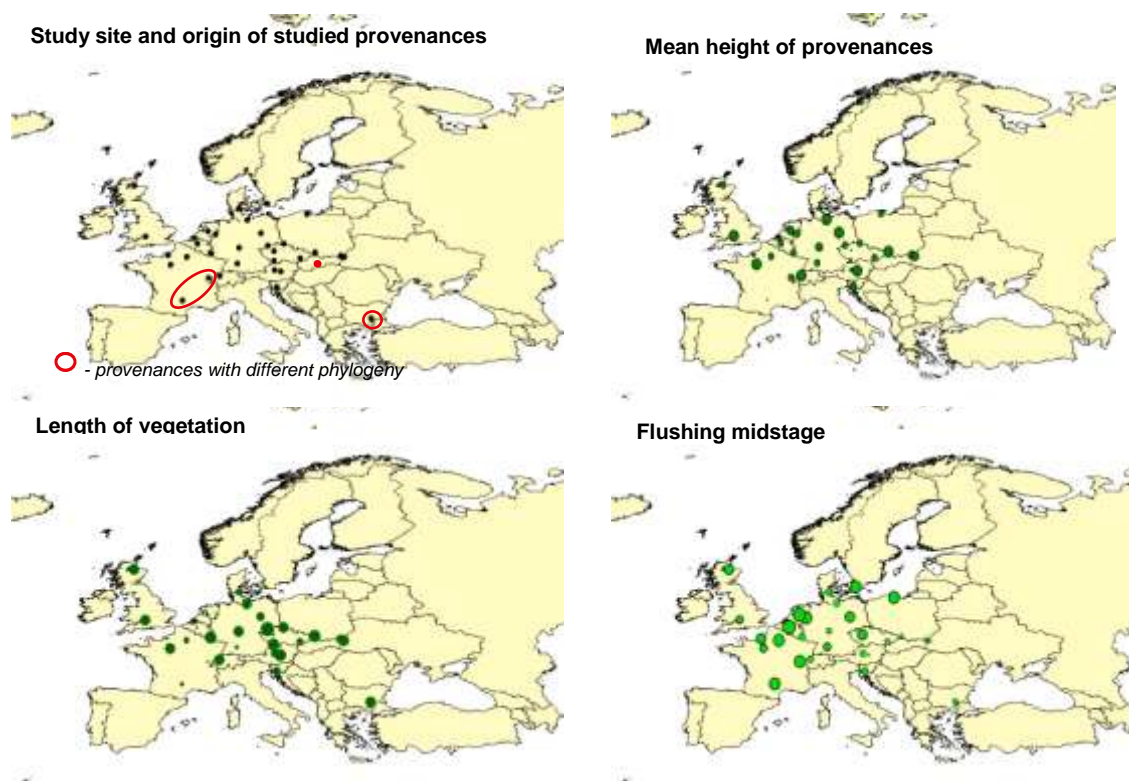 Study site and origin of studied provenances
Mean height of provenances
- provenances with different phylogeny
Length of vegetation
Flushing midstage